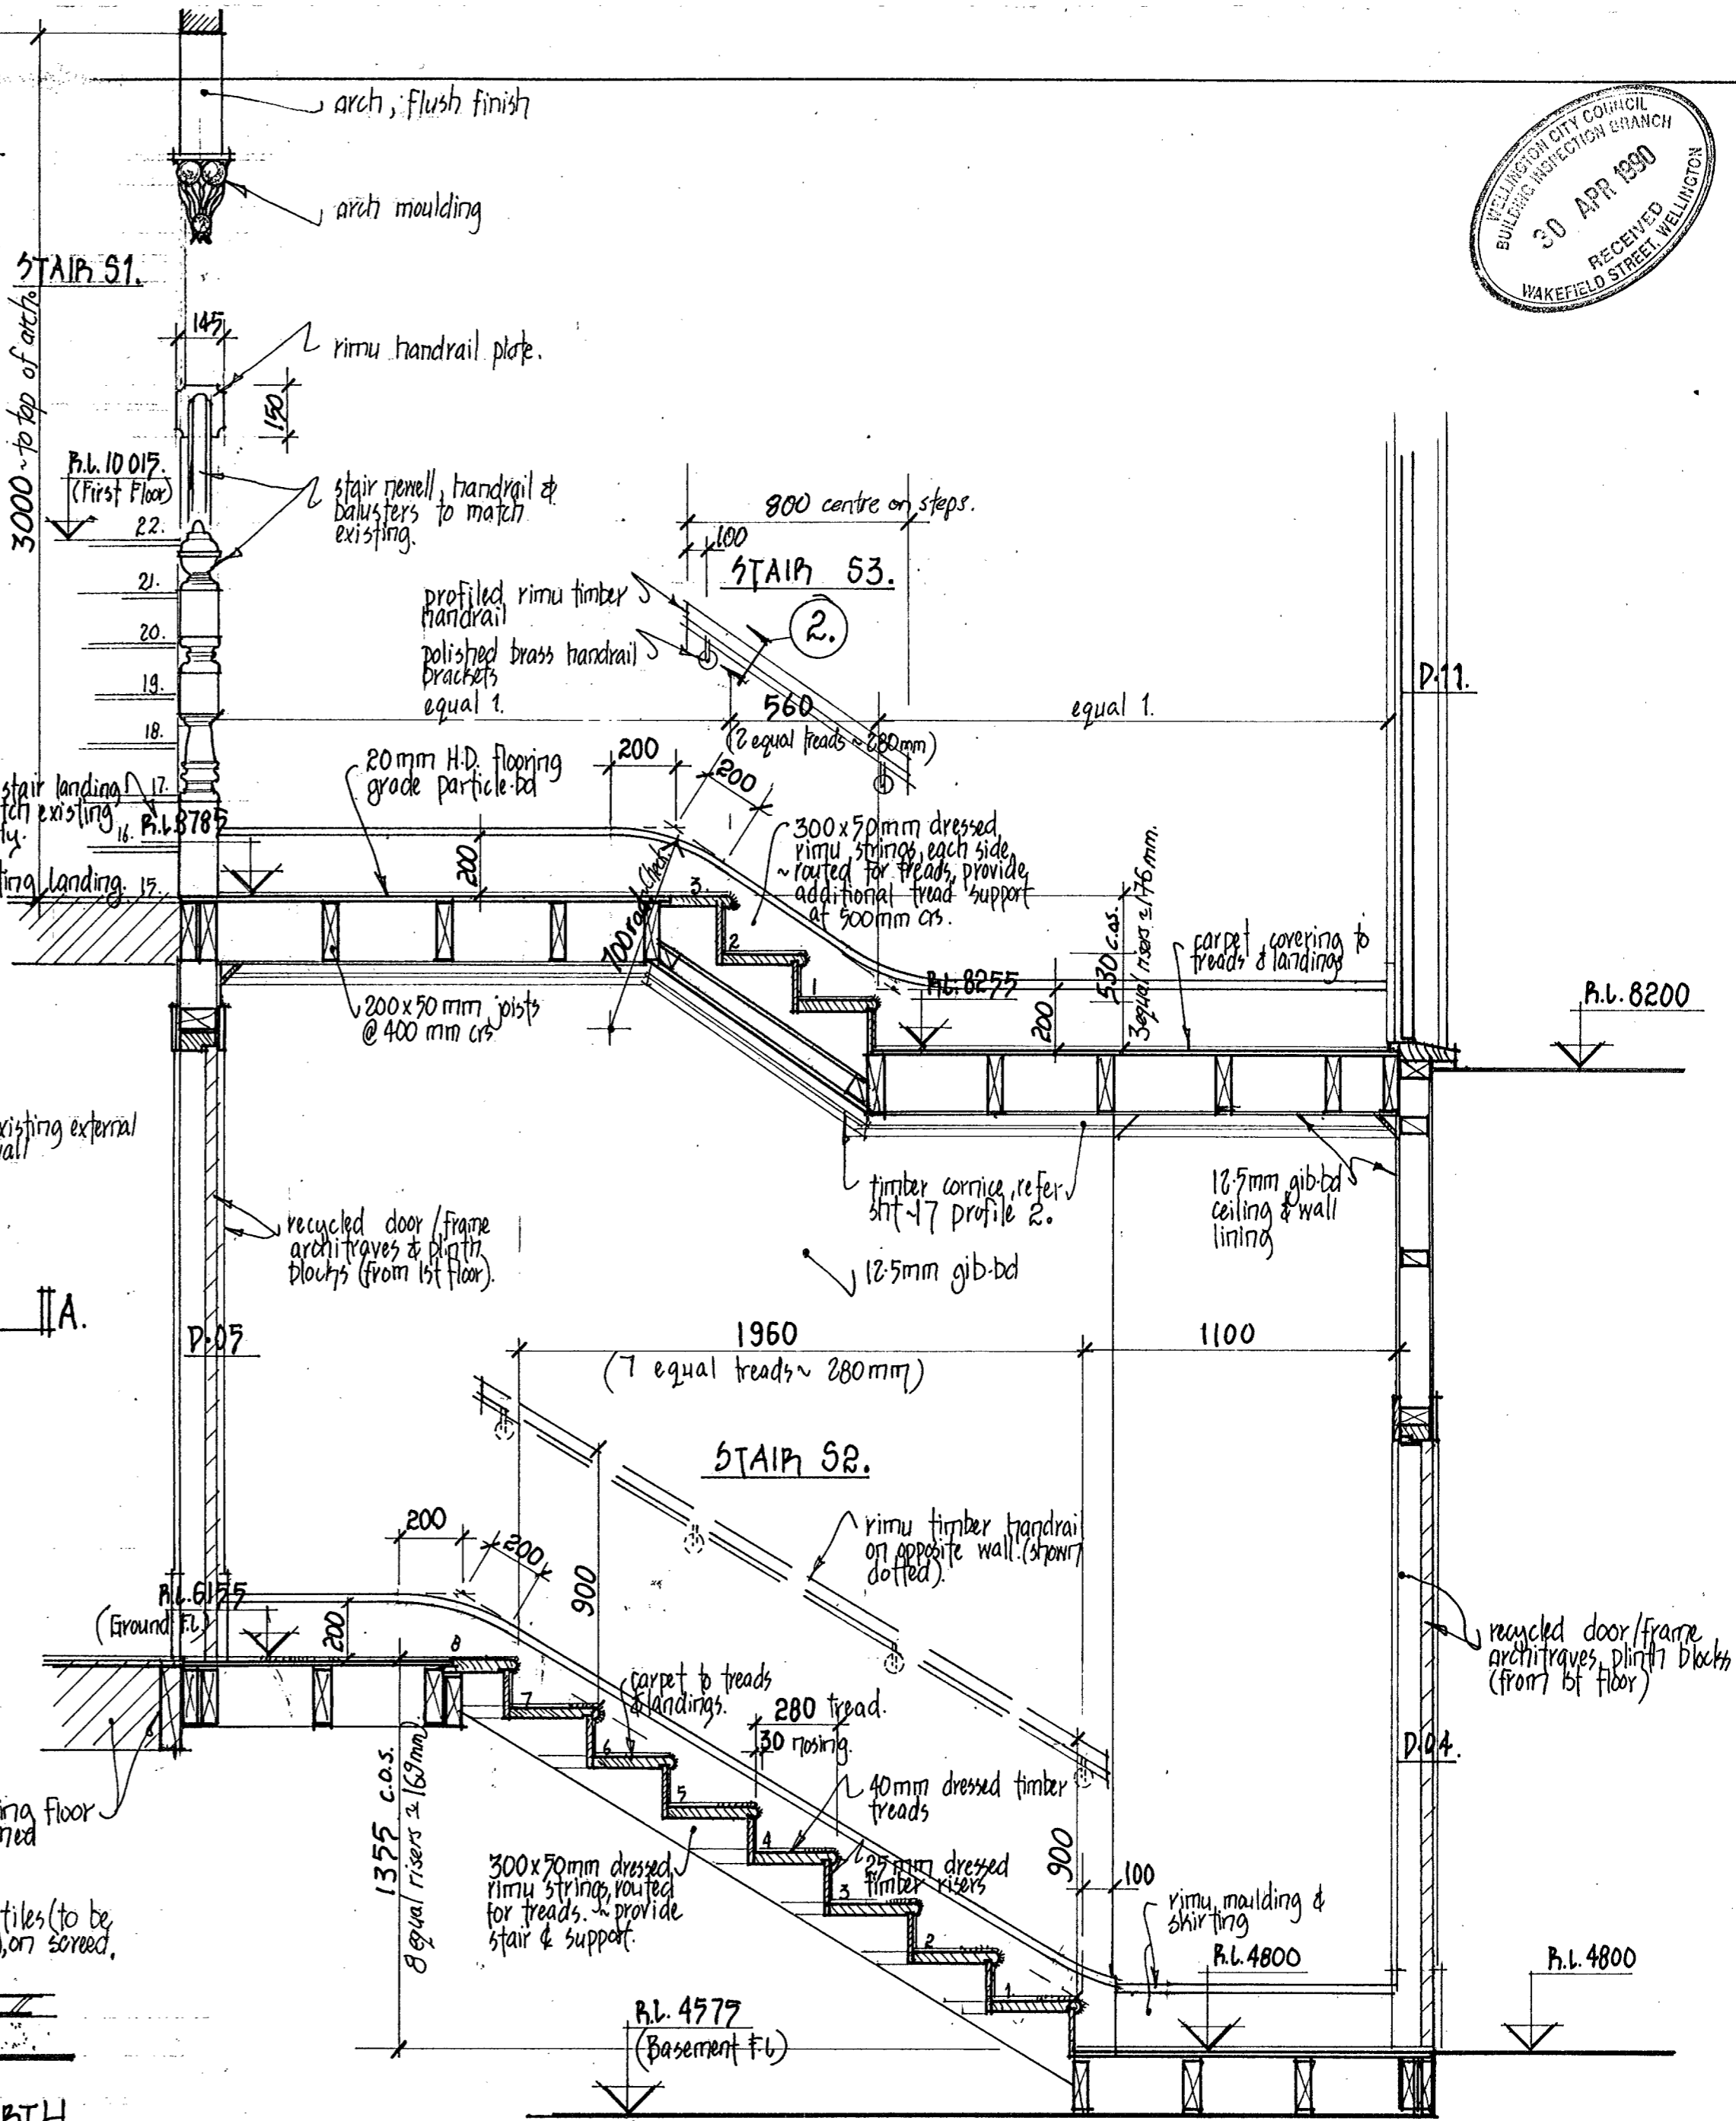 arch, flush finish
WELLINGTON CITY COUNCIL
BUILDING INSPECTION BRANCH
30 APR 1990
RECEIVED
WAKEFIELD STREET, WELLINGTON
arch moulding
STAIR S1.
3000 ~ to top of arch.
145
rimu handrail plate.
150
R.L. 10015.
(First Floor)
stair newell, handrail &
balusters to match
existing.
22.
21.
20.
19.
18.
17.
16.
15.
800 centre on steps.
100
STAIR S3.
profiled rimu timber
handrail
2.
polished brass handrail
brackets
equal 1.
560
(2 equal treads ~ 280mm)
equal 1.
D.11.
20mm H.D. flooring
grade particle-bd
200
200
stair landing
existing
R.L. 8785
landing.
200
700 rad ~ check.
300x50mm dressed
rimu strings, each side,
~ routed for treads, provide
additional tread support
at 500mm crs.
3.
2
1
530 c.o.s.
3 equal risers ≃ 176mm.
carpet covering to
treads & landings
R.L. 8255
200
R.L. 8200
200x50 mm joists
@ 400 mm crs
existing external
wall
timber cornice, refer
sht ~17 profile 2.
12.5mm gib-bd
ceiling & wall
lining
recycled door/frame
architraves & plinth
blocks (from 1st floor).
12.5mm gib-bd
A.
D.05
1960
(7 equal treads ~ 280mm)
1100
STAIR S2.
200
200
900
rimu timber handrail
on opposite wall. (shown
dotted).
R.L. 6155
(Ground F.L)
200
recycled door/frame
architraves, plinth blocks
(from 1st floor)
8
7
6
5
4
3
2
1.
carpet to treads
& landings.
280 tread.
30 nosing.
D.04.
floor
40mm dressed timber
treads
1355 c.o.s.
8 equal risers ≃ 169mm.
300x50mm dressed
rimu strings, routed
for treads. ~ provide
stair & support.
25mm dressed
timber risers
900
100
rimu moulding &
skirting
tiles (to be
on screed.
R.L. 4800
R.L. 4800
R.L. 4575
(Basement F.L)